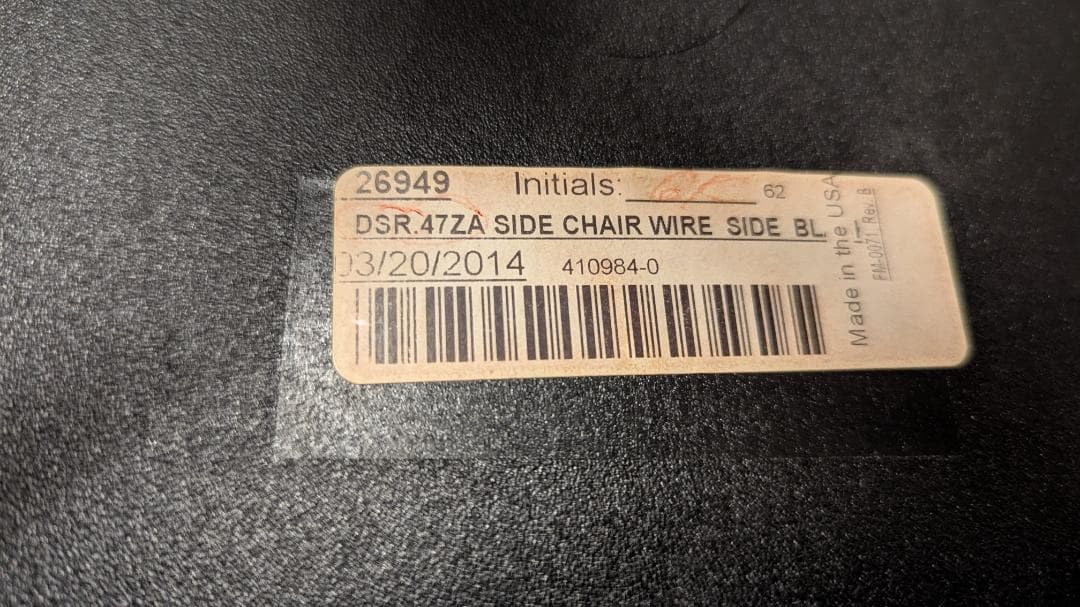 26949 Initials: 62
DSR.47ZA SIDE CHAIR WIRE SIDE BL
03/20/2014 410984-0
Made in the USA
FM-0071 Rev. B